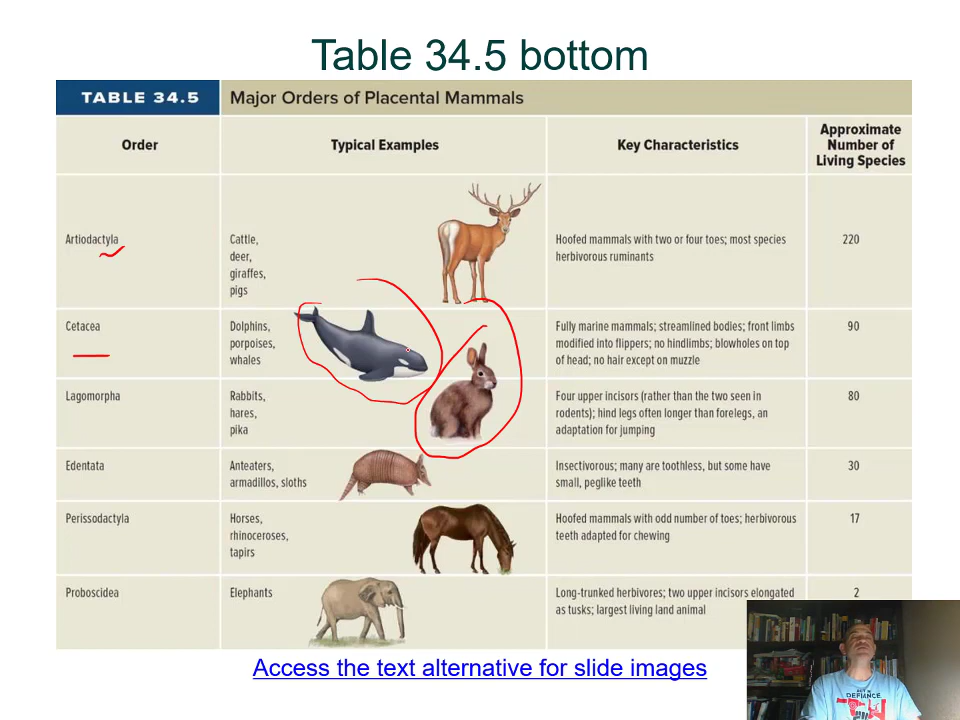 Table 34.5 bottom
TABLE 34.5 Major Orders of Placental Mammals
Order Typical Examples Key Characteristics Approximate Number of Living Species
Artiodactyla
Cattle,
deer,
giraffes,
pigs
Hoofed mammals with two or four toes; most species
herbivorous ruminants
220
Cetacea
Dolphins,
porpoises,
whales
Fully marine mammals; streamlined bodies; front limbs
modified into flippers; no hindlimbs; blowholes on top
of head; no hair except on muzzle
90
Lagomorpha
Rabbits,
hares,
pika
Four upper incisors (rather than the two seen in
rodents); hind legs often longer than forelegs, an
adaptation for jumping
80
Edentata
Anteaters,
armadillos, sloths
Insectivorous; many are toothless, but some have
small, peglike teeth
30
Perissodactyla
Horses,
rhinoceroses,
tapirs
Hoofed mammals with odd number of toes; herbivorous
teeth adapted for chewing
17
Proboscidea
Elephants
Long-trunked herbivores; two upper incisors elongated
as tusks; largest living land animal
2
Access the text alternative for slide images
DEFIANCE